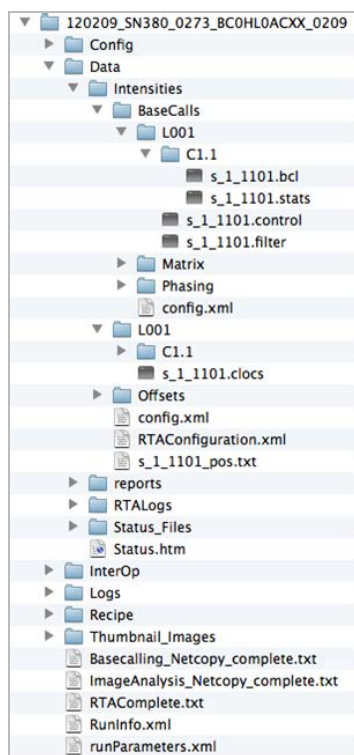 120209_SN380_0273_BC0HL0ACXX_0209
Config
Data
Intensities
BaseCalls
L001
C1.1
s_1_1101.bcl
s_1_1101.stats
s_1_1101.control
s_1_1101.filter
Matrix
Phasing
config.xml
L001
C1.1
s_1_1101.clocs
Offsets
config.xml
RTAConfiguration.xml
s_1_1101_pos.txt
reports
RTALogs
Status_Files
Status.htm
InterOp
Logs
Recipe
Thumbnail_Images
Basecalling_Netcopy_complete.txt
ImageAnalysis_Netcopy_complete.txt
RTAComplete.txt
RunInfo.xml
runParameters.xml